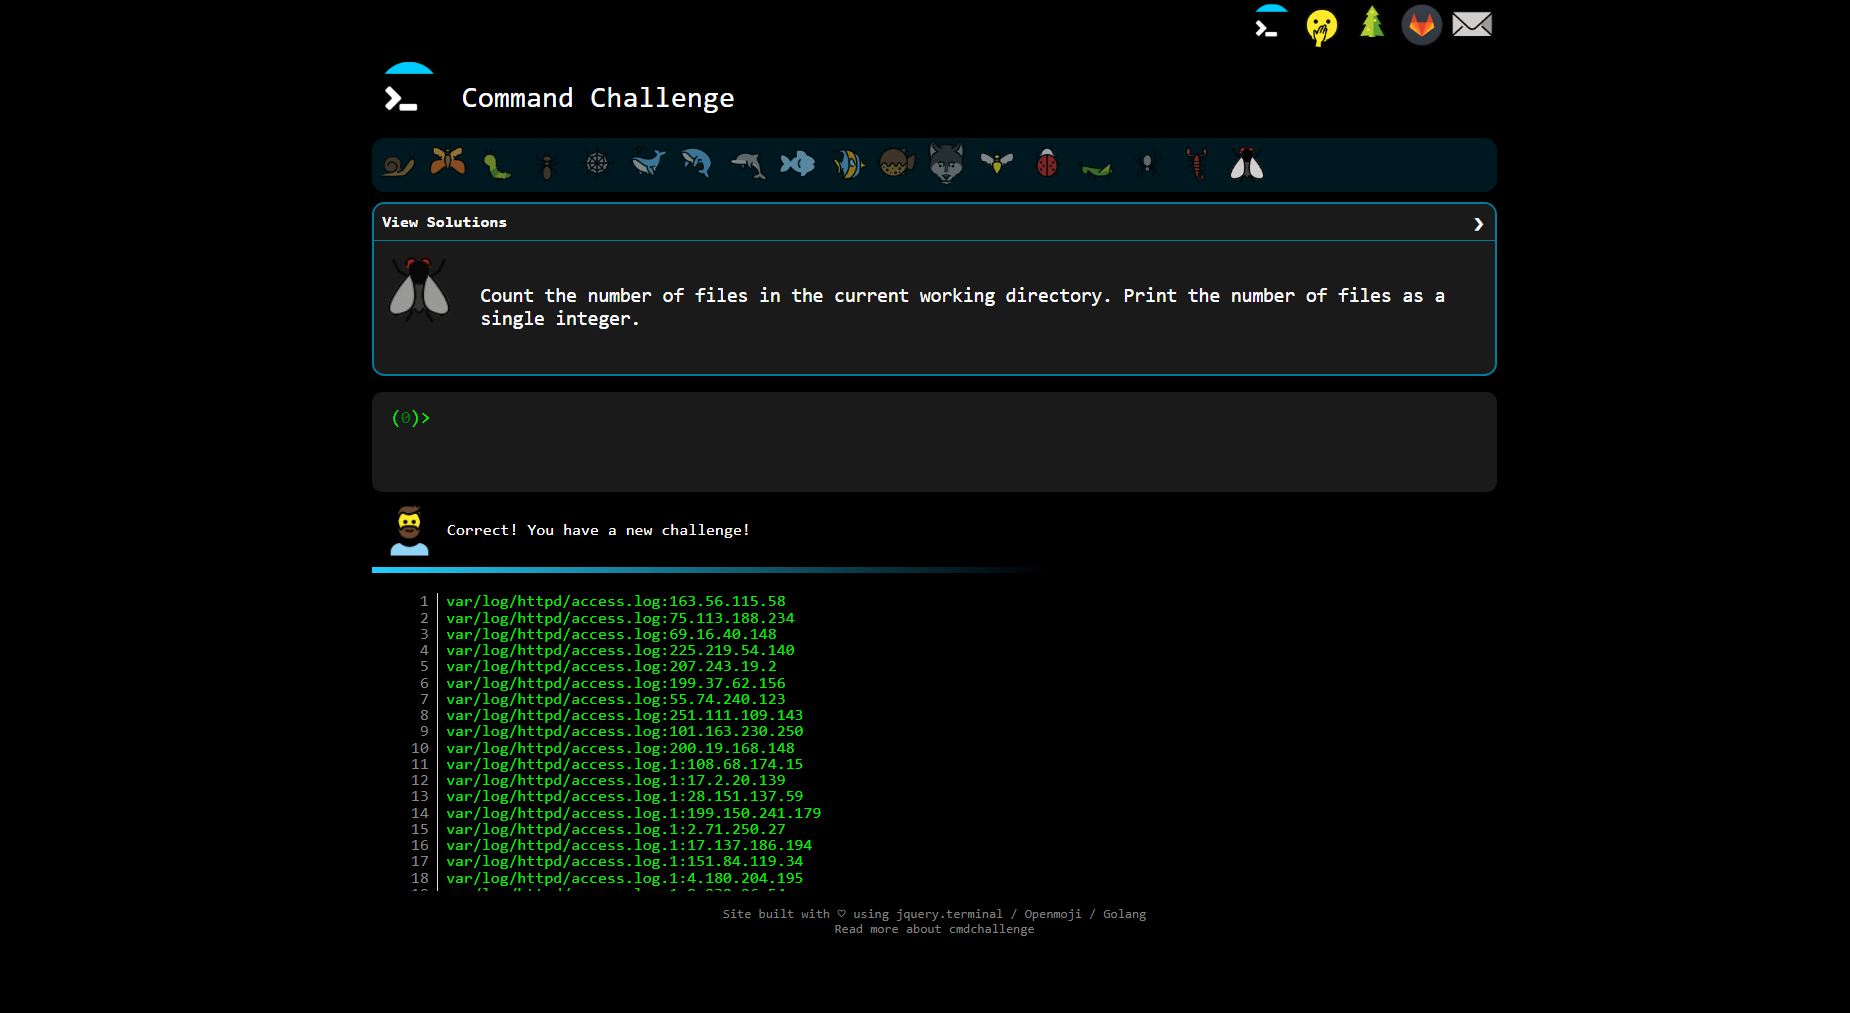 Command Challenge
View Solutions
Count the number of files in the current working directory. Print the number of files as a
single integer.
(0)>
Correct! You have a new challenge!
1 var/log/httpd/access.log:163.56.115.58
2 var/log/httpd/access.log:75.113.188.234
3 var/log/httpd/access.log:69.16.40.148
4 var/log/httpd/access.log:225.219.54.140
5 var/log/httpd/access.log:207.243.19.2
6 var/log/httpd/access.log:199.37.62.156
7 var/log/httpd/access.log:55.74.240.123
8 var/log/httpd/access.log:251.111.109.143
9 var/log/httpd/access.log:101.163.230.250
10 var/log/httpd/access.log:200.19.168.148
11 var/log/httpd/access.log.1:108.68.174.15
12 var/log/httpd/access.log.1:17.2.20.139
13 var/log/httpd/access.log.1:28.151.137.59
14 var/log/httpd/access.log.1:199.150.241.179
15 var/log/httpd/access.log.1:2.71.250.27
16 var/log/httpd/access.log.1:17.137.186.194
17 var/log/httpd/access.log.1:151.84.119.34
18 var/log/httpd/access.log.1:4.180.204.195
Site built with ♡ using jquery.terminal / Openmoji / Golang
Read more about cmdchallenge